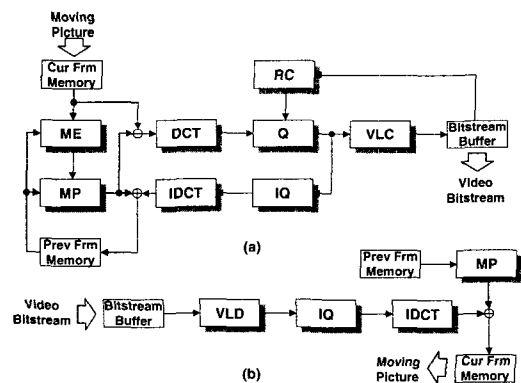 Moving
Picture
Cur Frm
Memory
RC
ME
DCT
Q
VLC
Bitstream
Buffer
MP
IDCT
IQ
Video
Bitstream
Prev Frm
Memory
(a)
Prev Frm
Memory
MP
Video
Bitstream
Bitstream
Buffer
VLD
IQ
IDCT
Moving
Picture
Cur Frm
Memory
(b)